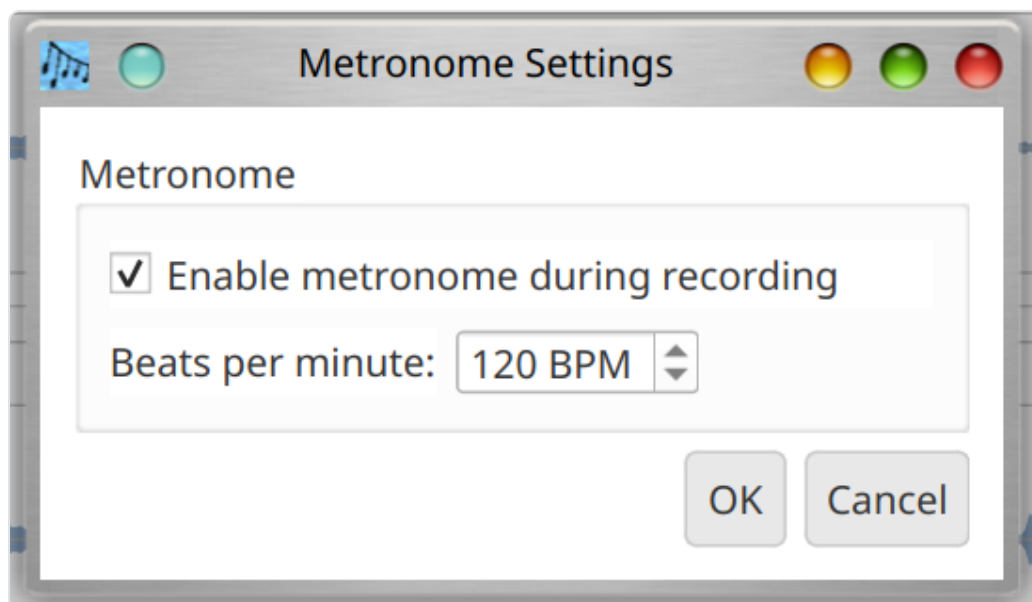 Metronome Settings
Metronome
Enable metronome during recording
Beats per minute: 120 BPM
OK Cancel